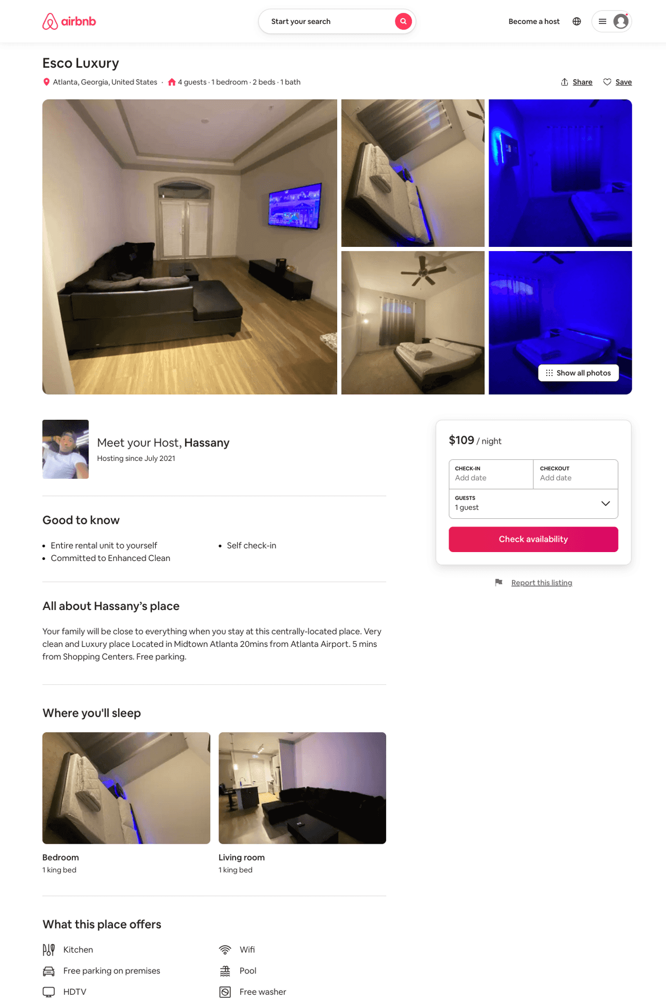 airbnb
Start your search
Become a host
Esco Luxury
Atlanta, Georgia, United States · 4 guests · 1 bedroom · 2 beds · 1 bath
Share
Save
Show all photos
Meet your Host, Hassany
Hosting since July 2021
$109 / night
CHECK-IN
Add date
CHECKOUT
Add date
GUESTS
1 guest
Check availability
Report this listing
Good to know
Entire rental unit to yourself
Self check-in
Committed to Enhanced Clean
All about Hassany’s place
Your family will be close to everything when you stay at this centrally-located place. Very
clean and Luxury place Located in Midtown Atlanta 20mins from Atlanta Airport. 5 mins
from Shopping Centers. Free parking.
Where you'll sleep
Bedroom
1 king bed
Living room
1 king bed
What this place offers
Kitchen
Wifi
Free parking on premises
Pool
HDTV
Free washer